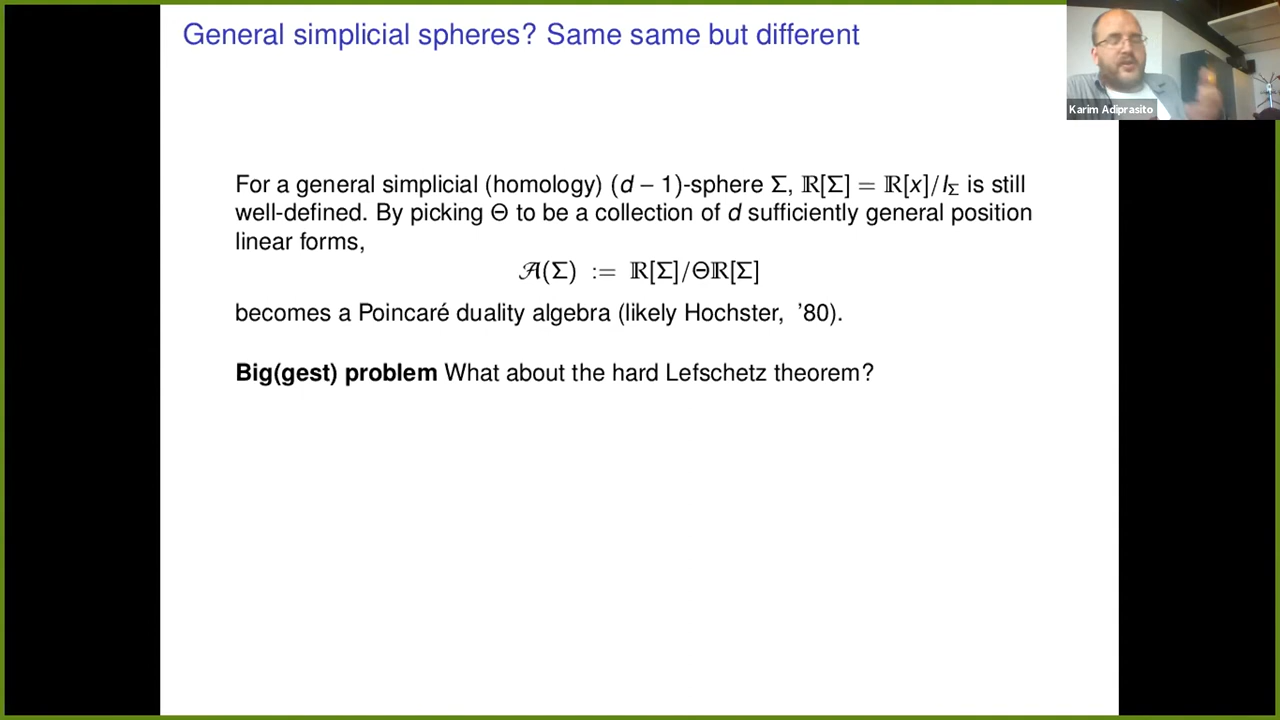 General simplicial spheres? Same same but different
Karim Adiprasito
For a general simplicial (homology) (d − 1)-sphere Σ, ℝ[Σ] = ℝ[x]/I_Σ is still
well-defined. By picking Θ to be a collection of d sufficiently general position
linear forms,
𝒜(Σ) := ℝ[Σ]/Θℝ[Σ]
becomes a Poincaré duality algebra (likely Hochster, ’80).
Big(gest) problem What about the hard Lefschetz theorem?